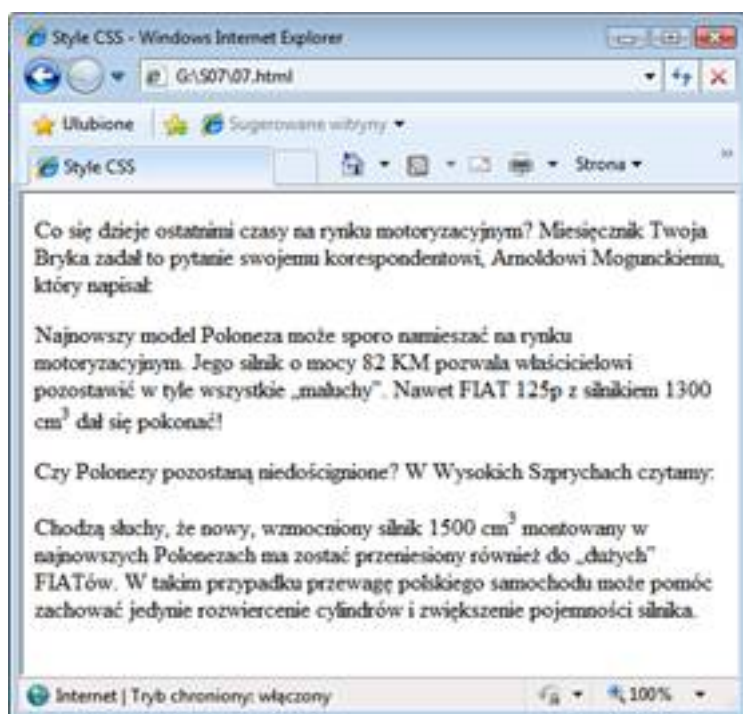 Style CSS - Windows Internet Explorer
G:\S07\07.html
Ulubione Sugerowane witryny
Style CSS Strona
Co się dzieje ostatnimi czasy na rynku motoryzacyjnym? Miesięcznik Twoja
Bryka zadał to pytanie swojemu korespondentowi, Arnoldowi Mogunckiemu,
który napisał:
Najnowszy model Poloneza może sporo namieszać na rynku
motoryzacyjnym. Jego silnik o mocy 82 KM pozwala właścicielowi
pozostawić w tyle wszystkie „maluchy”. Nawet FIAT 125p z silnikiem 1300
cm³ dał się pokonać!
Czy Polonezy pozostaną niedoścignione? W Wysokich Szprychach czytamy:
Chodzą słuchy, że nowy, wzmocniony silnik 1500 cm³ montowany w
najnowszych Polonezach ma zostać przeniesiony również do „dużych”
FIATów. W takim przypadku przewagę polskiego samochodu może pomóc
zachować jedynie rozwiercenie cylindrów i zwiększenie pojemności silnika.
Internet | Tryb chroniony: włączony 100%